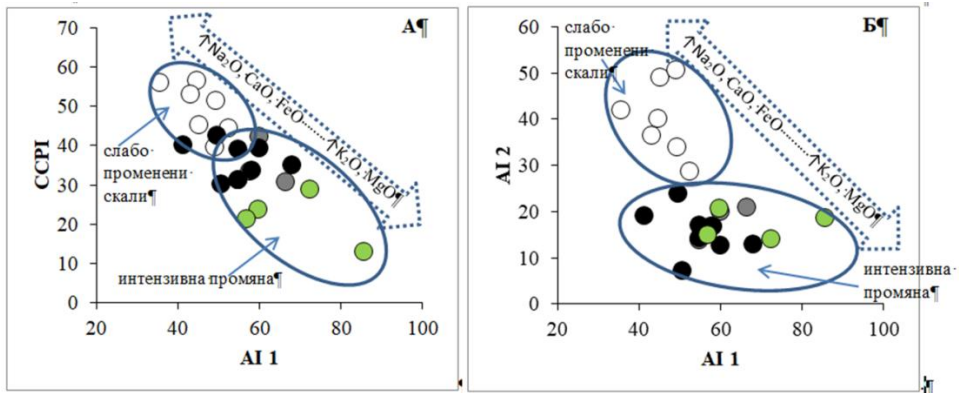 А¶
70
60
50
40
30
20
10
0
CCPI
20
40
60
80
100
AI 1
↑Na₂O,·CaO,·FeO·······↑K₂O,·MgO¶
слабо·
променени·
скали¶
интензивна·промяна¶
Б¶
60
50
40
30
20
10
0
AI 2
20
40
60
80
100
AI 1
↑Na₂O,·CaO,·FeO·······↑K₂O,·MgO¶
слабо·
променени·
скали¶
интензивна·
промяна¶
¶